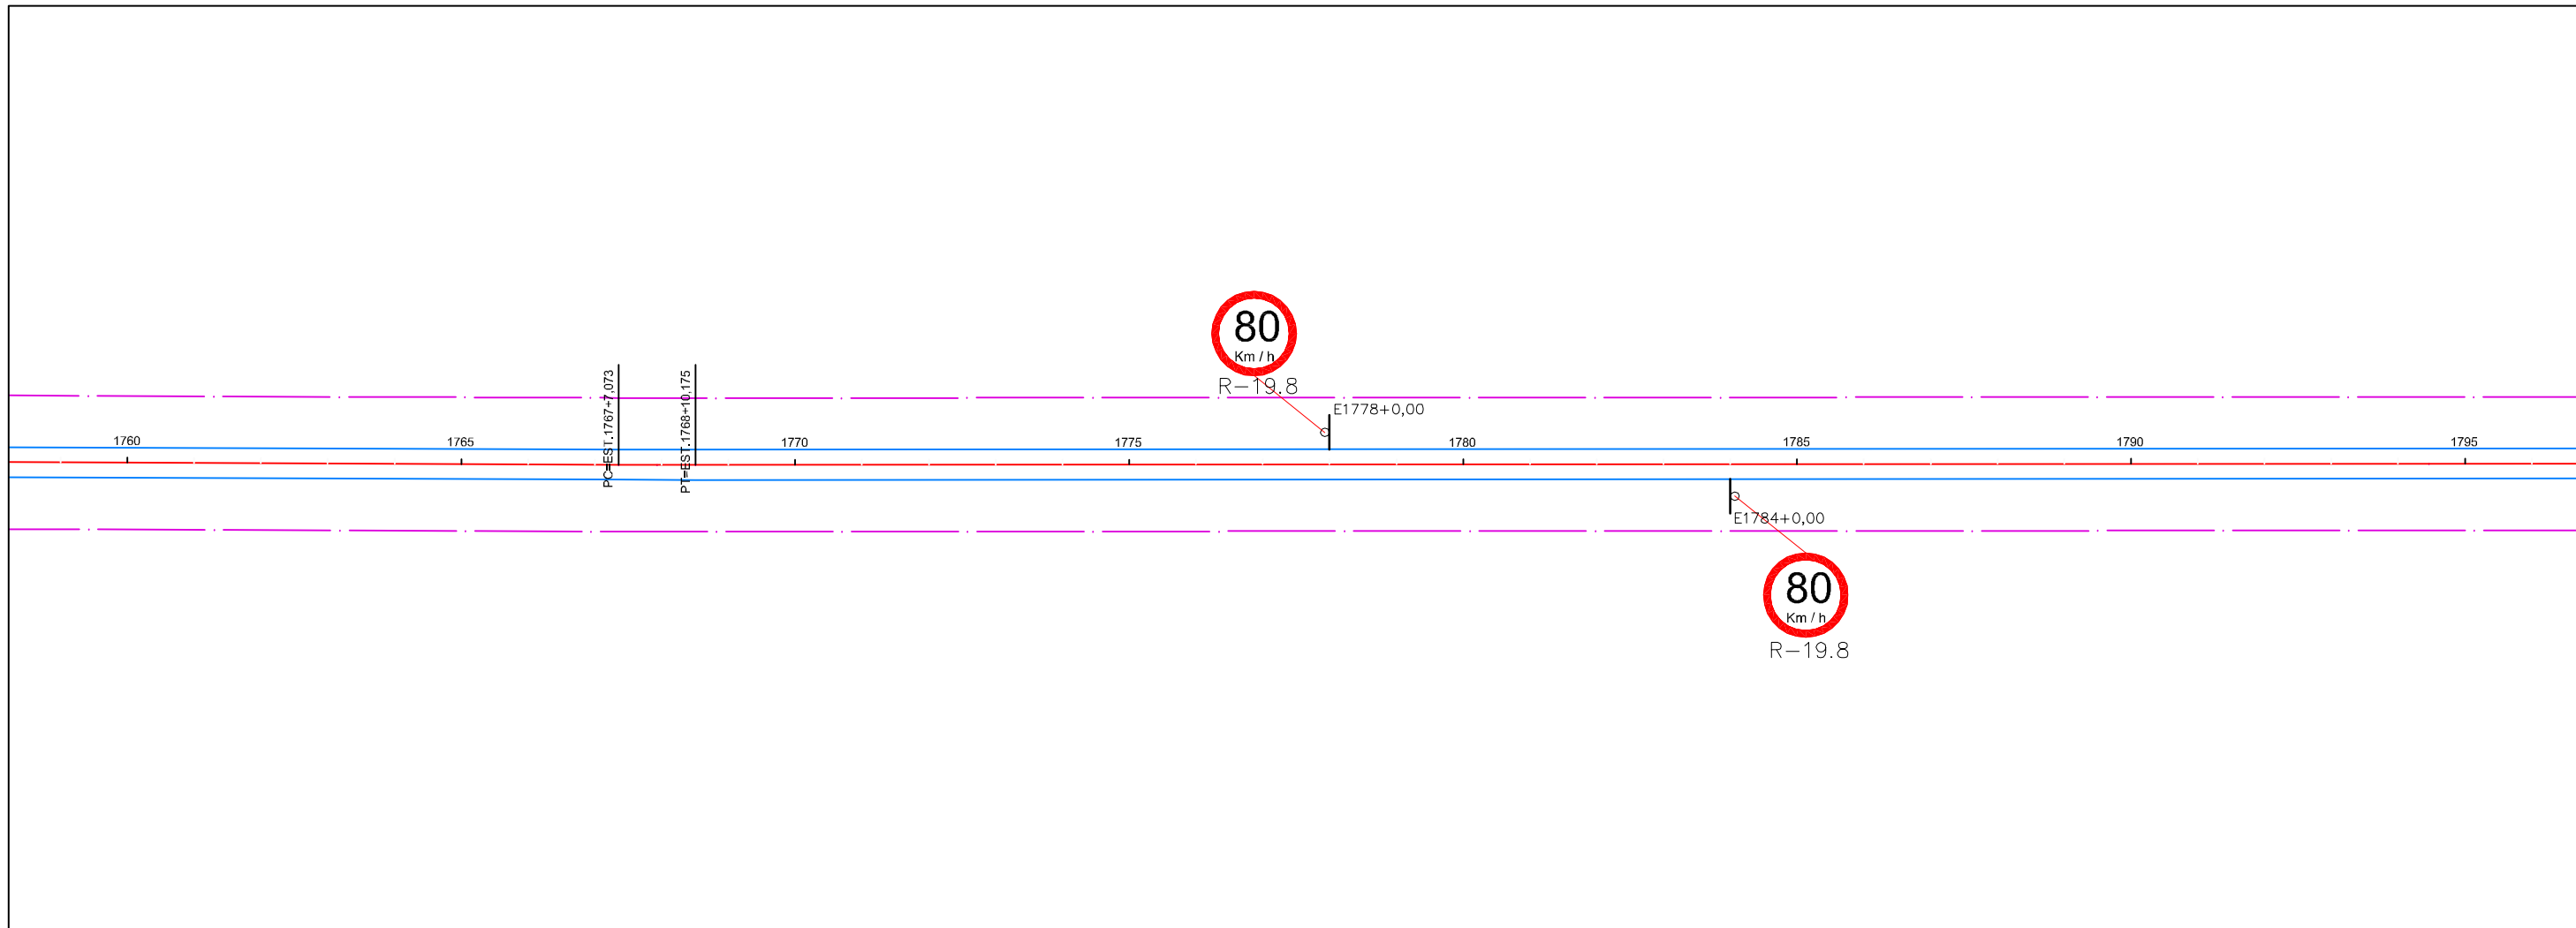 80
Km / h
R-19.8
PC=EST.1767+7,073
PT=EST.1768+10,175
E1778+0,00
1760
1765
1770
1775
1780
1785
1790
1795
E1784+0,00
80
Km / h
R-19.8